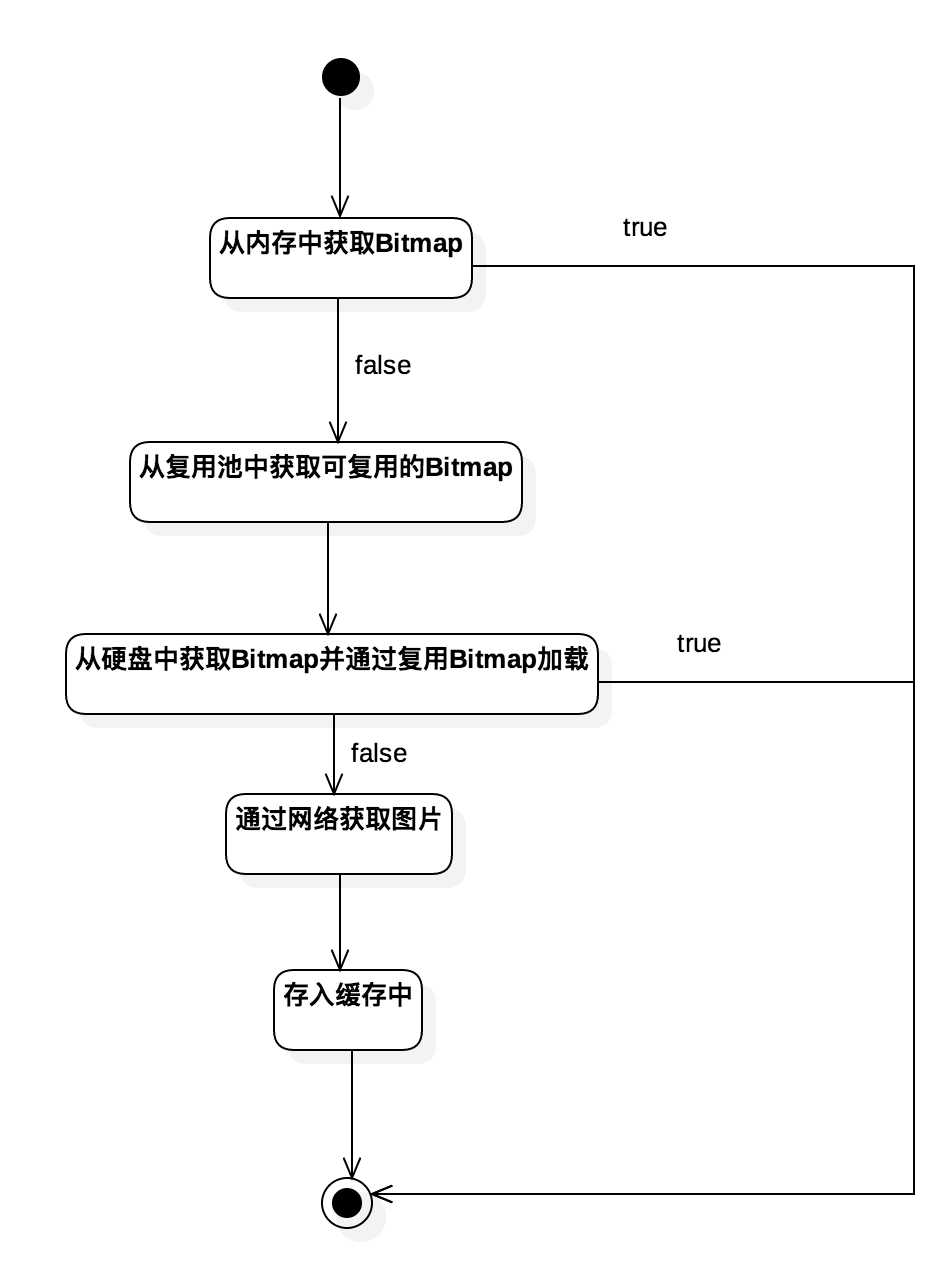 从内存中获取Bitmap
true
false
从复用池中获取可复用的Bitmap
从硬盘中获取Bitmap并通过复用Bitmap加载
true
false
通过网络获取图片
存入缓存中